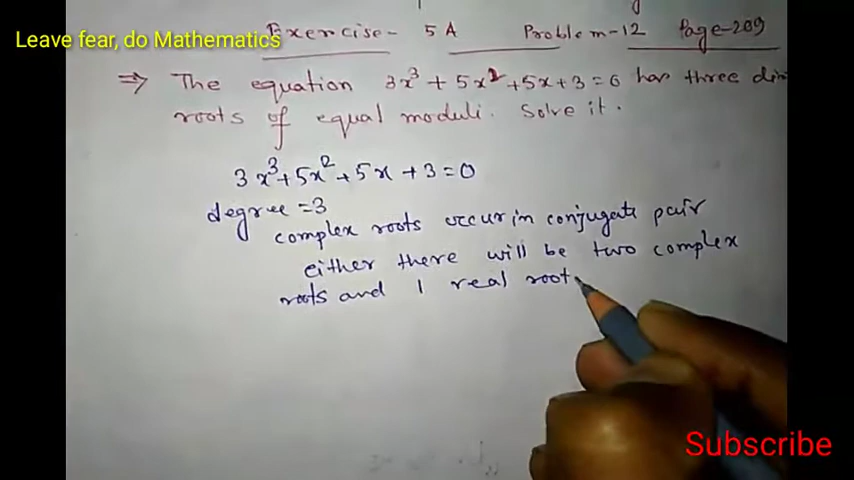 Leave fear, do Mathematics
Exercise- 5A Problem-12 Page-209
⇒ The equation 3x³ + 5x² + 5x + 3 = 0 has three
roots of equal moduli. Solve it.
3x³ + 5x² + 5x + 3 = 0
degree = 3
complex roots occur in conjugate pair
either there will be two complex
roots and 1 real root
Subscribe